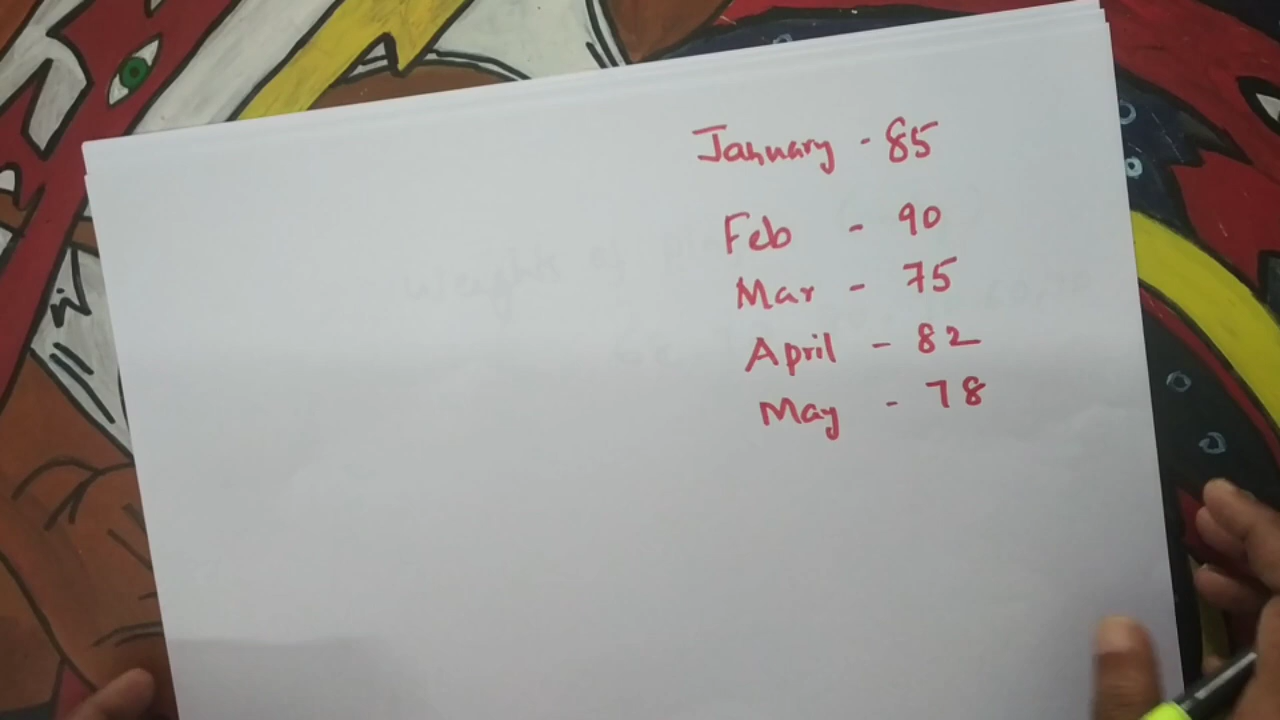 January - 85
Feb - 90
Mar - 75
April - 82
May - 78